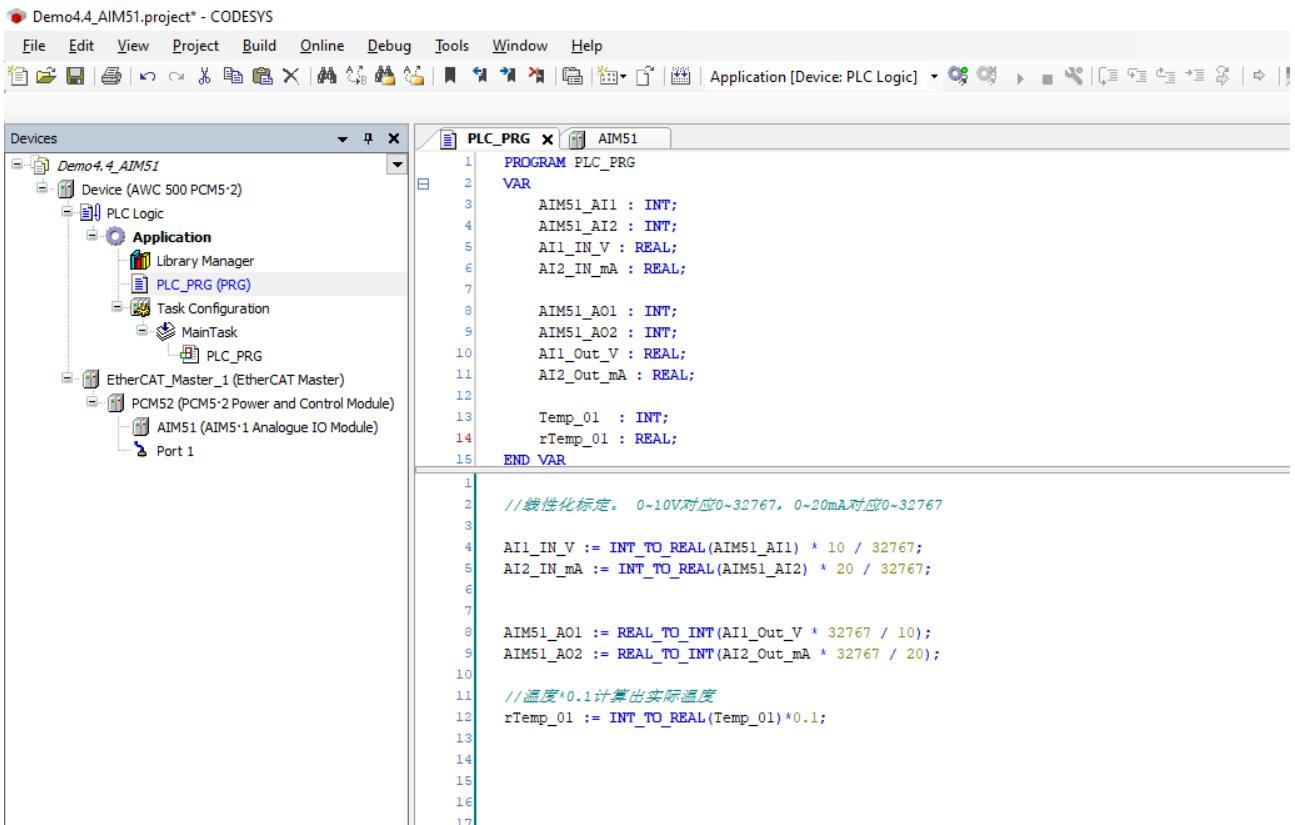 Demo4.4_AIM51.project* - CODESYS
File Edit View Project Build Online Debug Tools Window Help
Application [Device: PLC Logic]
Devices
Demo4.4_AIM51
Device (AWC 500 PCM5·2)
PLC Logic
Application
Library Manager
PLC_PRG (PRG)
Task Configuration
MainTask
PLC_PRG
EtherCAT_Master_1 (EtherCAT Master)
PCM52 (PCM5·2 Power and Control Module)
AIM51 (AIM5·1 Analogue IO Module)
Port 1
PLC_PRG AIM51
1 PROGRAM PLC_PRG
2 VAR
3 AIM51_AI1 : INT;
4 AIM51_AI2 : INT;
5 AI1_IN_V : REAL;
6 AI2_IN_mA : REAL;
7
8 AIM51_AO1 : INT;
9 AIM51_AO2 : INT;
10 AI1_Out_V : REAL;
11 AI2_Out_mA : REAL;
12
13 Temp_01 : INT;
14 rTemp_01 : REAL;
15 END_VAR
1
2 //线性化标定。 0~10V对应0~32767，0~20mA对应0~32767
3
4 AI1_IN_V := INT_TO_REAL(AIM51_AI1) * 10 / 32767;
5 AI2_IN_mA := INT_TO_REAL(AIM51_AI2) * 20 / 32767;
6
7
8 AIM51_AO1 := REAL_TO_INT(AI1_Out_V * 32767 / 10);
9 AIM51_AO2 := REAL_TO_INT(AI2_Out_mA * 32767 / 20);
10
11 //温度*0.1计算出实际温度
12 rTemp_01 := INT_TO_REAL(Temp_01)*0.1;
13
14
15
16
17